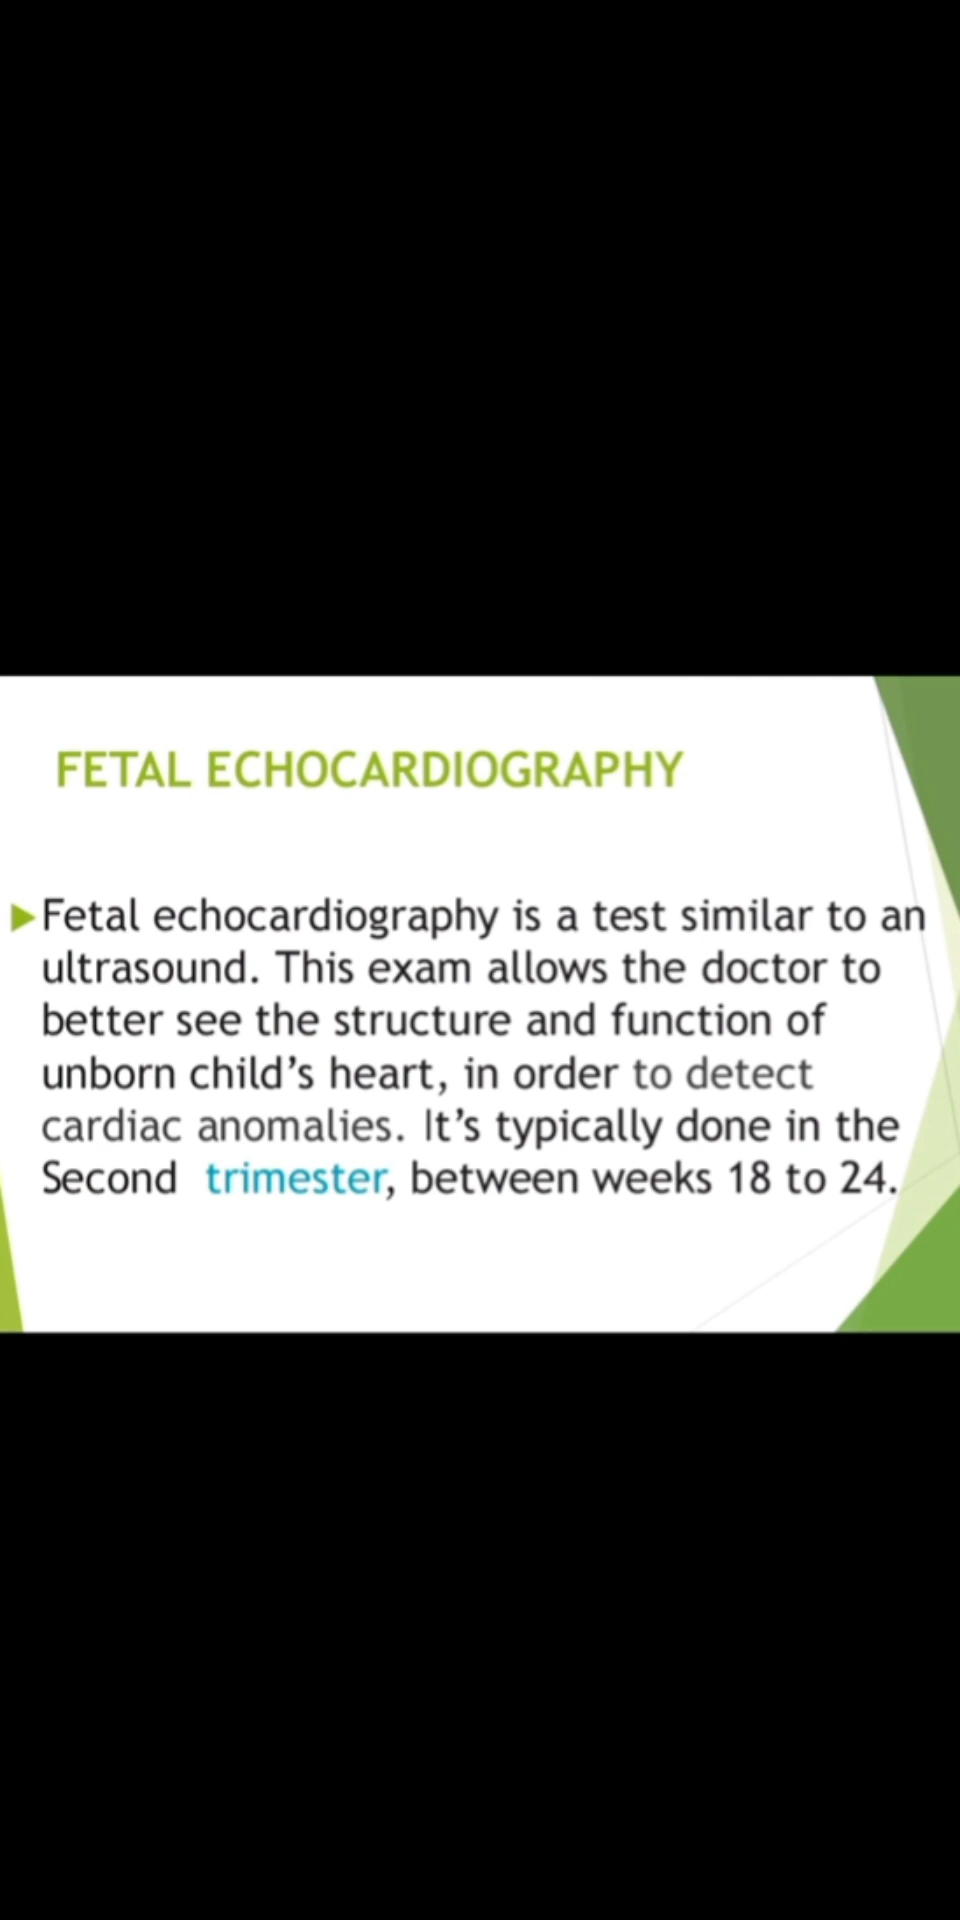 FETAL ECHOCARDIOGRAPHY
Fetal echocardiography is a test similar to an
ultrasound. This exam allows the doctor to
better see the structure and function of
unborn child’s heart, in order to detect
cardiac anomalies. It’s typically done in the
Second trimester, between weeks 18 to 24.